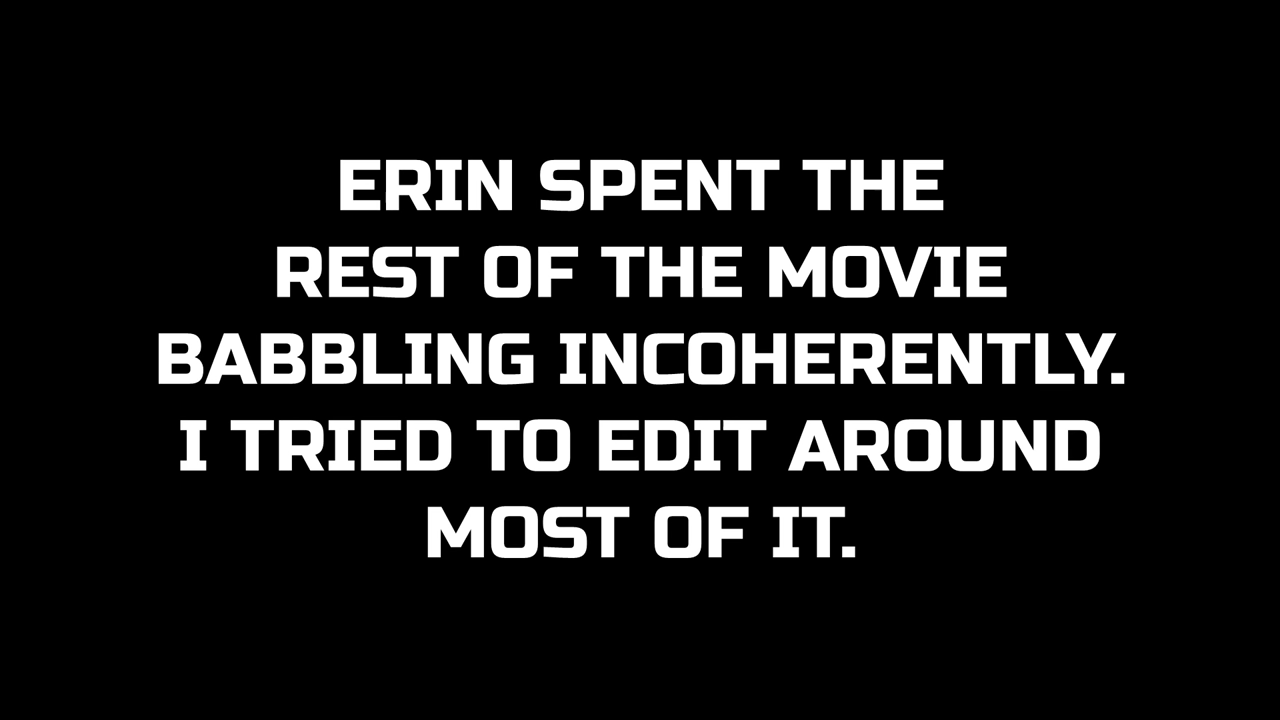 ERIN SPENT THE
REST OF THE MOVIE
BABBLING INCOHERENTLY.
I TRIED TO EDIT AROUND
MOST OF IT.